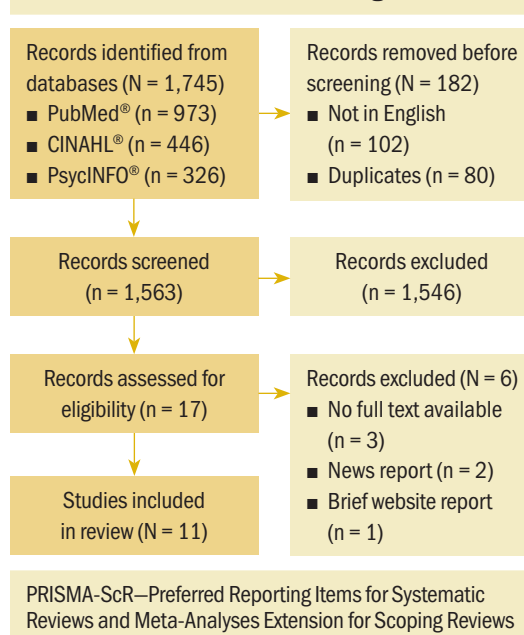 Records identified from
databases (N = 1,745)
■ PubMed® (n = 973)
■ CINAHL® (n = 446)
■ PsycINFO® (n = 326)
Records removed before
screening (N = 182)
■ Not in English
(n = 102)
■ Duplicates (n = 80)
Records screened
(n = 1,563)
Records excluded
(n = 1,546)
Records assessed for
eligibility (n = 17)
Records excluded (N = 6)
■ No full text available
(n = 3)
■ News report (n = 2)
■ Brief website report
(n = 1)
Studies included
in review (N = 11)
PRISMA-ScR—Preferred Reporting Items for Systematic
Reviews and Meta-Analyses Extension for Scoping Reviews